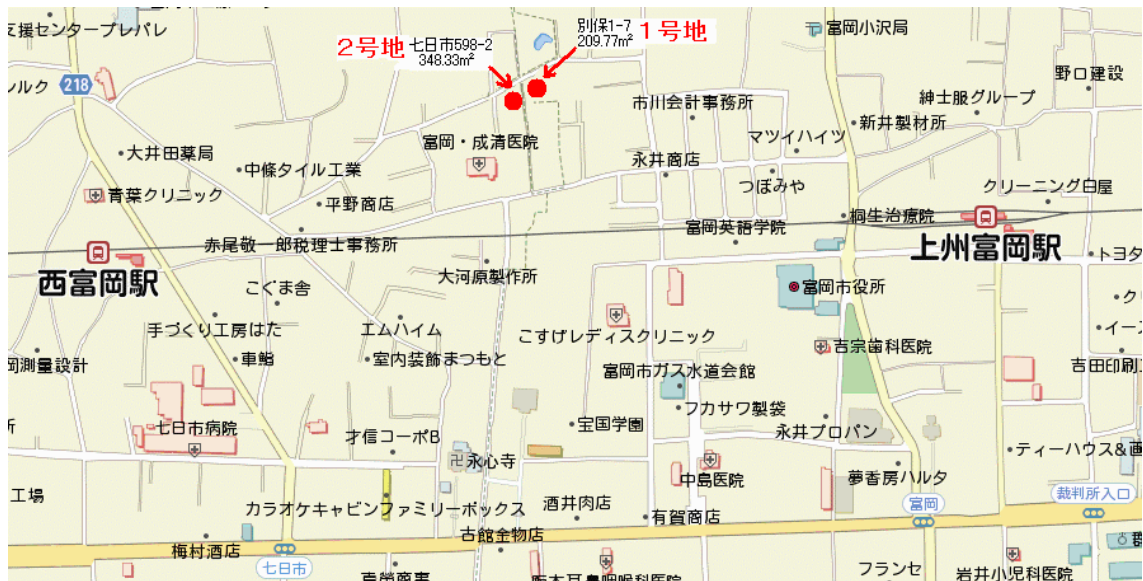 支援センタープレパレ
別保1-7
209.77㎡
1号地
2号地
七日市598-2
348.33㎡
富岡小沢局
218
野口建設
市川会計事務所
紳士服グループ
新井製材所
マツイハイツ
富岡・成清医院
大井田薬局
中條タイル工業
永井商店
つぼみや
クリーニング白屋
青葉クリニック
平野商店
桐生治療院
富岡英語学院
赤尾敬一郎税理士事務所
上州富岡駅
西富岡駅
大河原製作所
トヨタ
こぐま舎
富岡市役所
手づくり工房はた
エムハイム
こすげレディスクリニック
車鮨
室内装飾まつもと
吉宗歯科医院
岡測量設計
富岡市ガス水道会館
吉田印刷
フカサワ製袋
宝国学園
永井プロパン
七日市病院
才信コーポB
永心寺
ティーハウス&画
中島医院
夢香房ハルタ
工場
カラオケキャビンファミリーボックス
酒井肉店
有賀商店
富岡
裁判所入口
古館金物店
梅村酒店
七日市
フランセ
岩井小児科医院